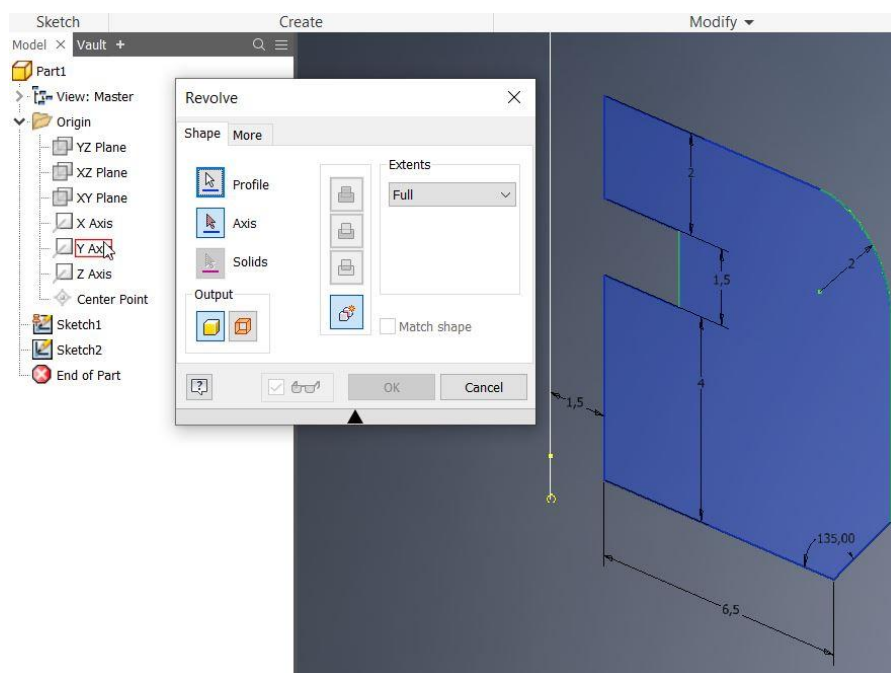 Sketch Create Modify
Model Vault +
Part1
View: Master
Origin
YZ Plane
XZ Plane
XY Plane
X Axis
Y Axi
Z Axis
Center Point
Sketch1
Sketch2
End of Part
Revolve
Shape More
Profile
Axis
Solids
Output
Extents
Full
Match shape
?
OK Cancel
2
2
1,5
4
1,5
135,00
6,5